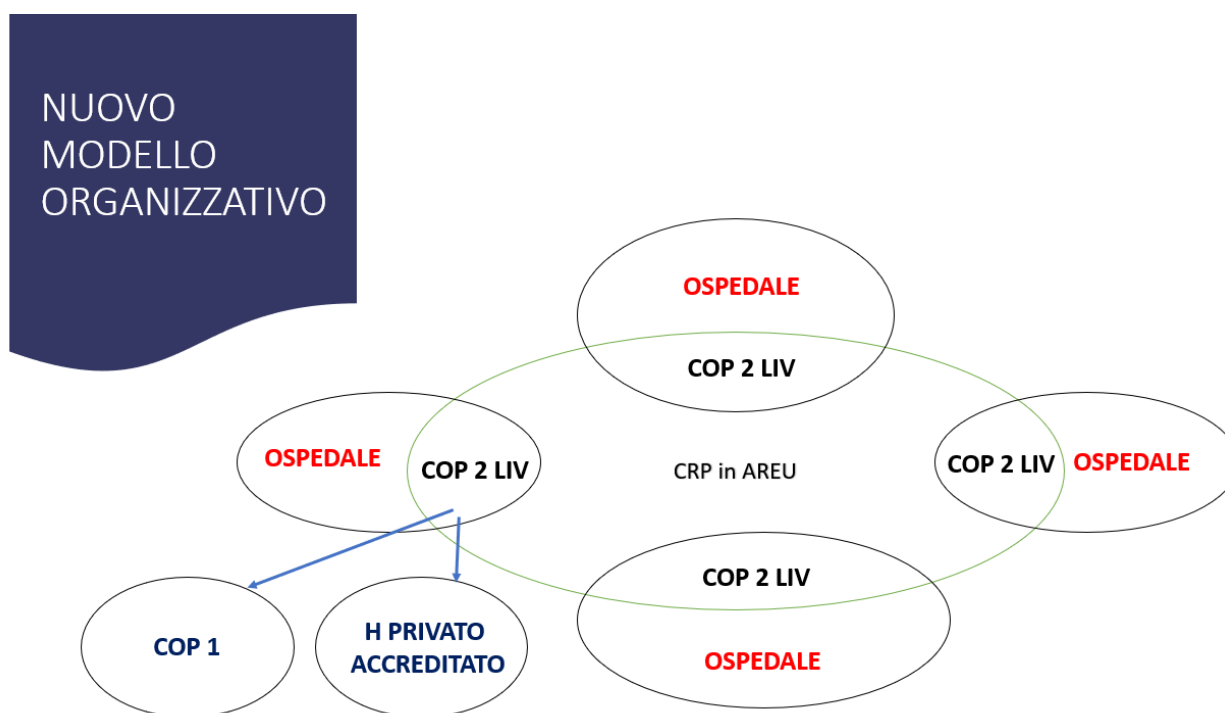 NUOVO
MODELLO
ORGANIZZATIVO
OSPEDALE
COP 2 LIV
OSPEDALE
COP 2 LIV
CRP in AREU
COP 2 LIV
OSPEDALE
COP 2 LIV
OSPEDALE
COP 1
H PRIVATO
ACCREDITATO